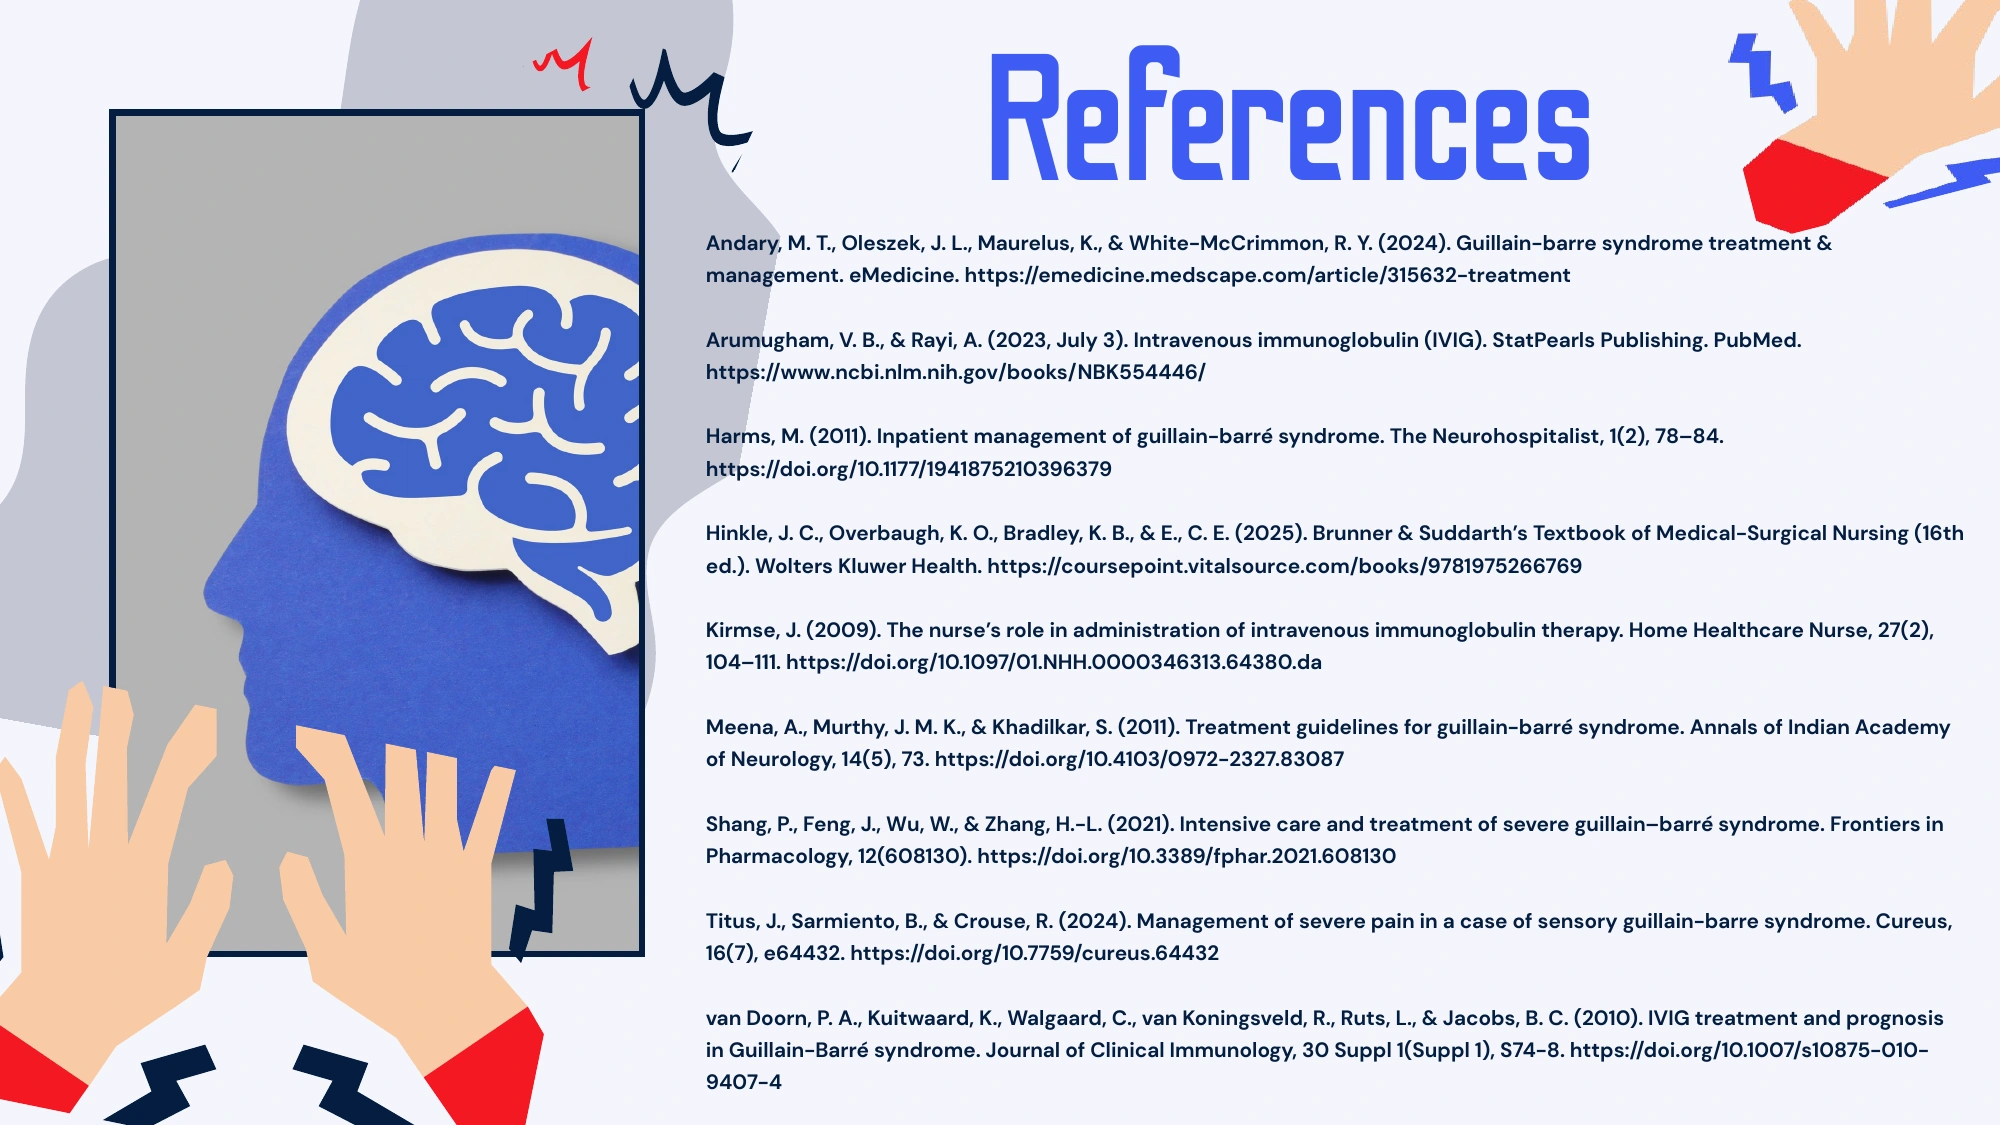 References
Andary, M. T., Oleszek, J. L., Maurelus, K., & White-McCrimmon, R. Y. (2024). Guillain-barre syndrome treatment &
management. eMedicine. https://emedicine.medscape.com/article/315632-treatment
Arumugham, V. B., & Rayi, A. (2023, July 3). Intravenous immunoglobulin (IVIG). StatPearls Publishing. PubMed.
https://www.ncbi.nlm.nih.gov/books/NBK554446/
Harms, M. (2011). Inpatient management of guillain-barré syndrome. The Neurohospitalist, 1(2), 78–84.
https://doi.org/10.1177/1941875210396379
Hinkle, J. C., Overbaugh, K. O., Bradley, K. B., & E., C. E. (2025). Brunner & Suddarth’s Textbook of Medical-Surgical Nursing (16th
ed.). Wolters Kluwer Health. https://coursepoint.vitalsource.com/books/9781975266769
Kirmse, J. (2009). The nurse’s role in administration of intravenous immunoglobulin therapy. Home Healthcare Nurse, 27(2),
104–111. https://doi.org/10.1097/01.NHH.0000346313.64380.da
Meena, A., Murthy, J. M. K., & Khadilkar, S. (2011). Treatment guidelines for guillain-barré syndrome. Annals of Indian Academy
of Neurology, 14(5), 73. https://doi.org/10.4103/0972-2327.83087
Shang, P., Feng, J., Wu, W., & Zhang, H.-L. (2021). Intensive care and treatment of severe guillain–barré syndrome. Frontiers in
Pharmacology, 12(608130). https://doi.org/10.3389/fphar.2021.608130
Titus, J., Sarmiento, B., & Crouse, R. (2024). Management of severe pain in a case of sensory guillain-barre syndrome. Cureus,
16(7), e64432. https://doi.org/10.7759/cureus.64432
van Doorn, P. A., Kuitwaard, K., Walgaard, C., van Koningsveld, R., Ruts, L., & Jacobs, B. C. (2010). IVIG treatment and prognosis
in Guillain-Barré syndrome. Journal of Clinical Immunology, 30 Suppl 1(Suppl 1), S74-8. https://doi.org/10.1007/s10875-010-
9407-4